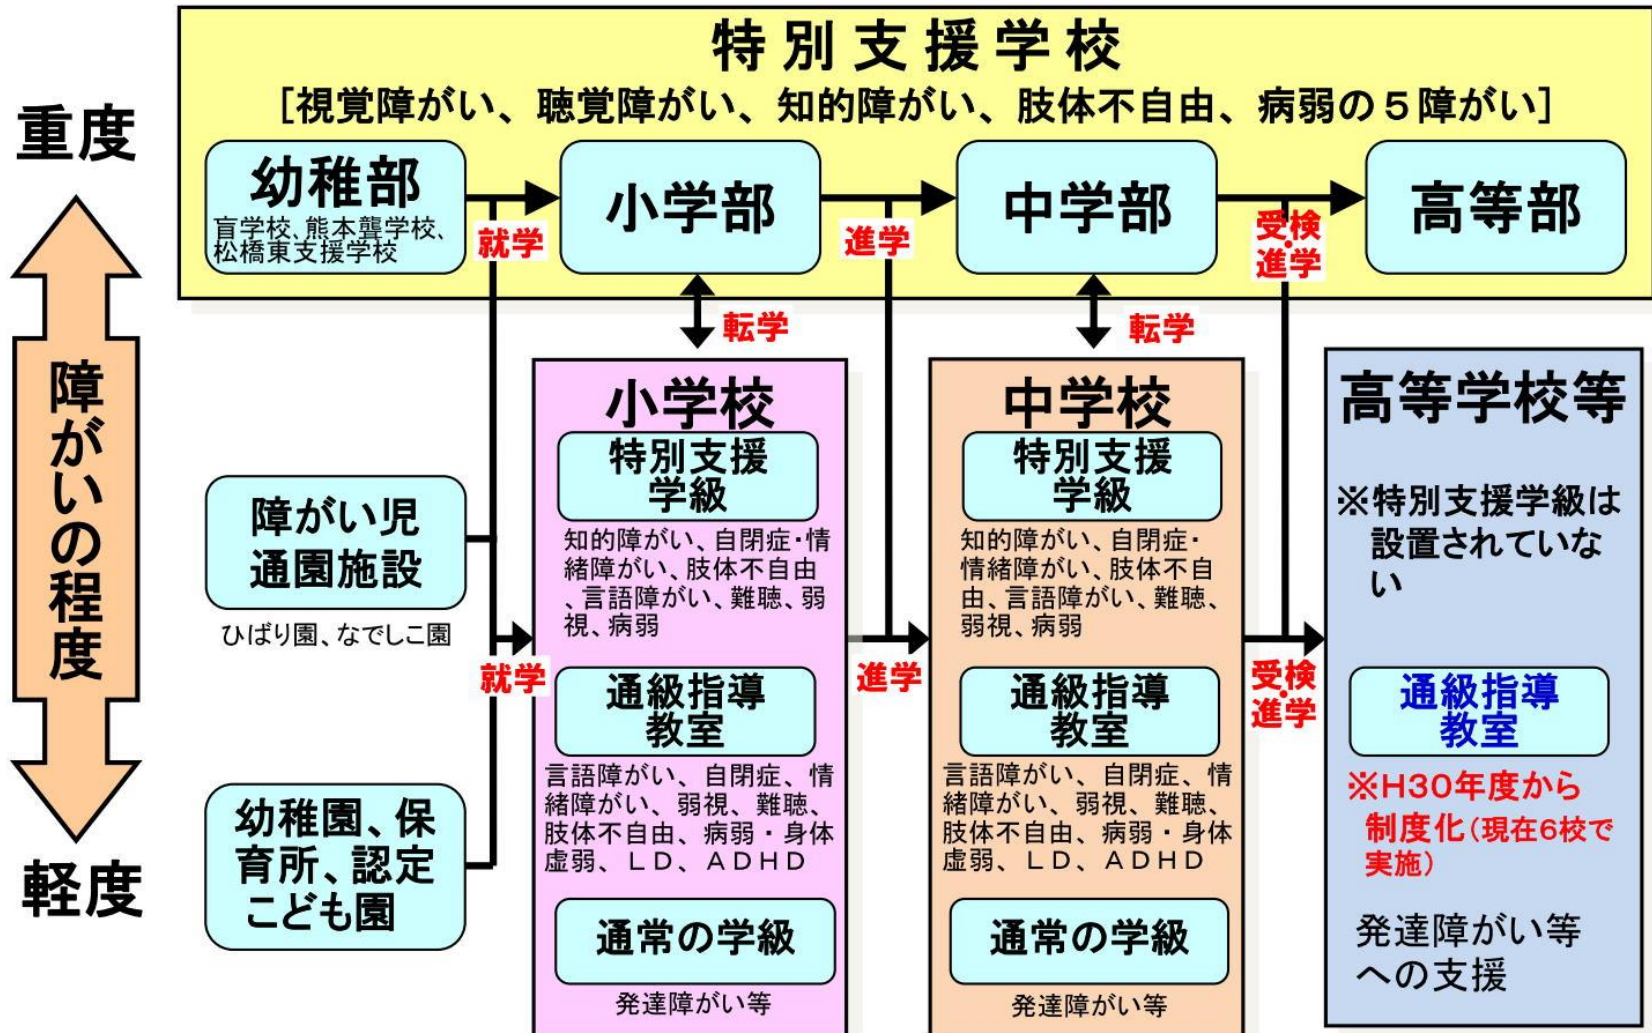 特別支援学校
[視覚障がい、聴覚障がい、知的障がい、肢体不自由、病弱の５障がい]
重度
障がいの程度
軽度
幼稚部
盲学校、熊本聾学校、
松橋東支援学校
就学
小学部
進学
中学部
受検・
進学
高等部
転学
転学
障がい児
通園施設
ひばり園、なでしこ園
幼稚園、保
育所、認定
こども園
就学
小学校
特別支援
学級
知的障がい、自閉症・情
緒障がい、肢体不自由
、言語障がい、難聴、弱
視、病弱
通級指導
教室
言語障がい、自閉症、情
緒障がい、弱視、難聴、
肢体不自由、病弱・身体
虚弱、ＬＤ、ＡＤＨＤ
通常の学級
発達障がい等
進学
中学校
特別支援
学級
知的障がい、自閉症・
情緒障がい、肢体不自
由、言語障がい、難聴、
弱視、病弱
通級指導
教室
言語障がい、自閉症、情
緒障がい、弱視、難聴、
肢体不自由、病弱・身体
虚弱、ＬＤ、ＡＤＨＤ
通常の学級
発達障がい等
受検・
進学
高等学校等
※特別支援学級は
設置されていな
い
通級指導
教室
※H30年度から
制度化（現在6校で
実施）
発達障がい等
への支援